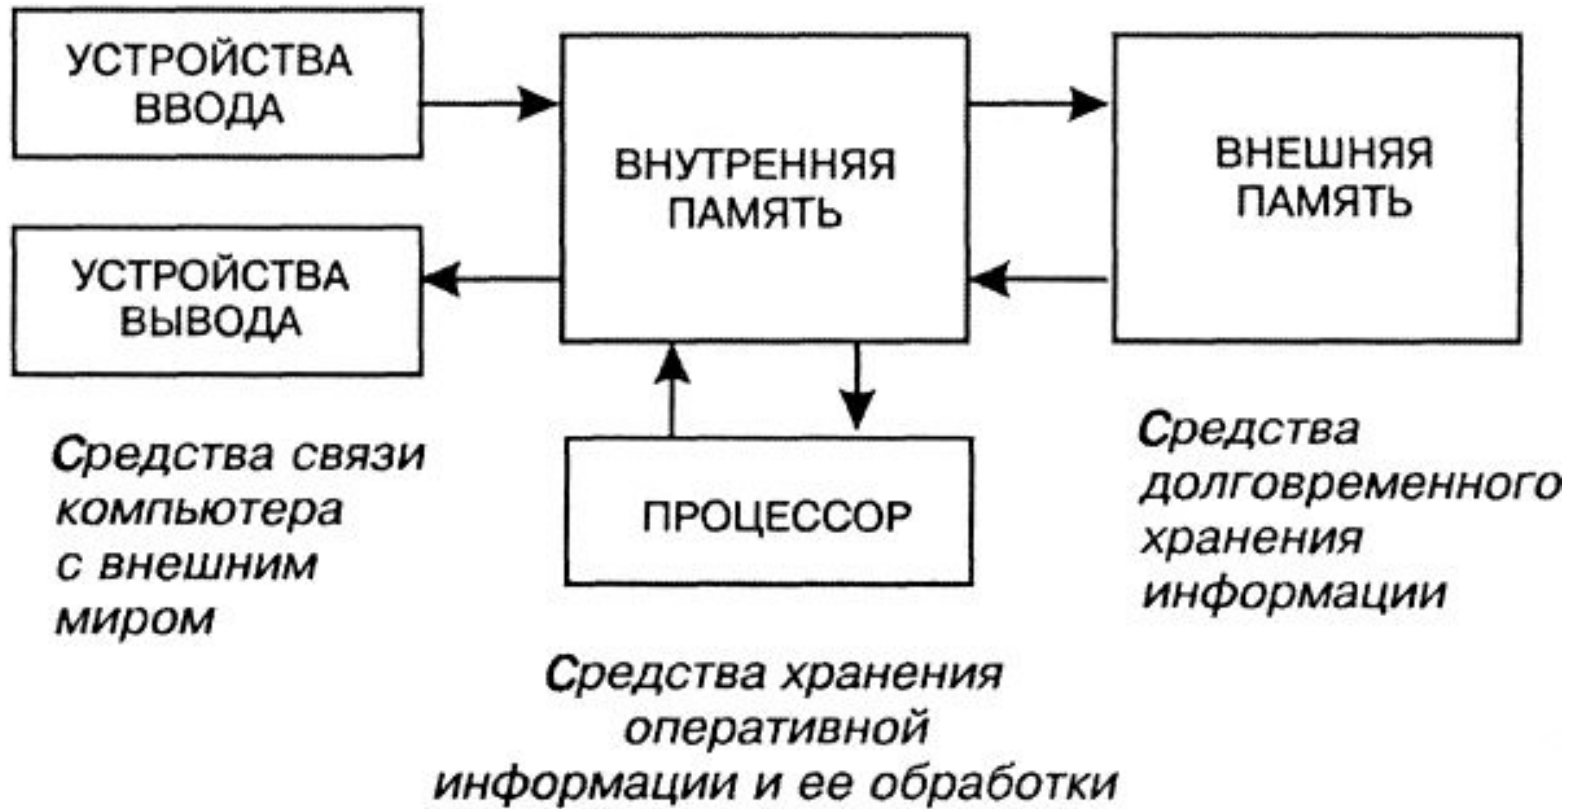 УСТРОЙСТВА
ВВОДА
УСТРОЙСТВА
ВЫВОДА
ВНУТРЕННЯЯ
ПАМЯТЬ
ВНЕШНЯЯ
ПАМЯТЬ
ПРОЦЕССОР
Средства связи
компьютера
с внешним
миром
Средства хранения
оперативной
информации и ее обработки
Средства
долговременного
хранения
информации